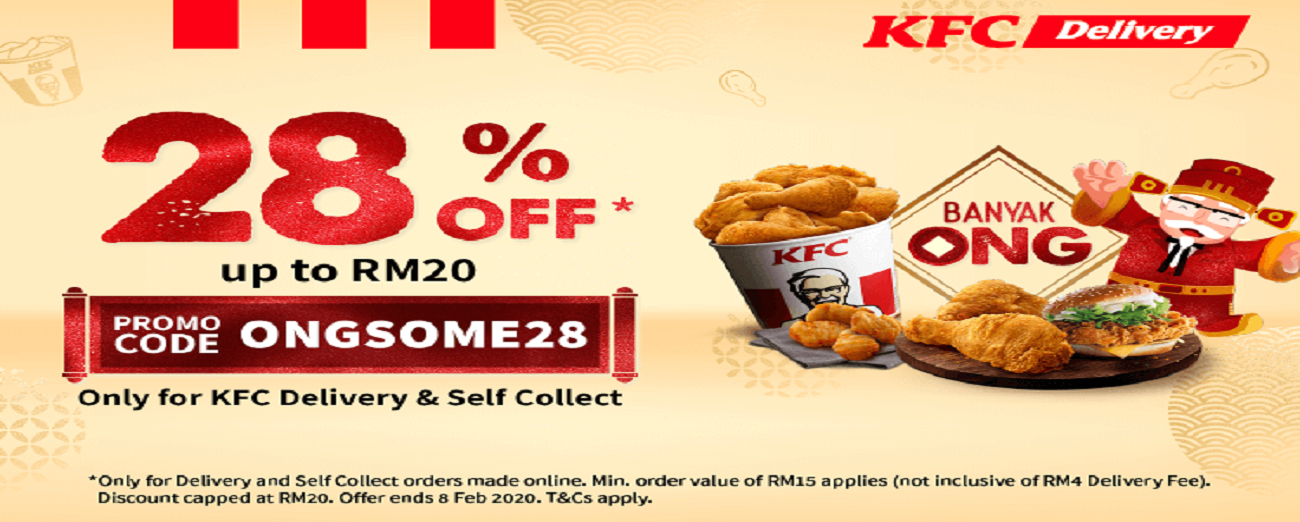 KFC Delivery
28% OFF*
up to RM20
PROMO CODE ONGSOME28
Only for KFC Delivery & Self Collect
BANYAK
ONG
KFC
*Only for Delivery and Self Collect orders made online. Min. order value of RM15 applies (not inclusive of RM4 Delivery Fee).
Discount capped at RM20. Offer ends 8 Feb 2020. T&Cs apply.